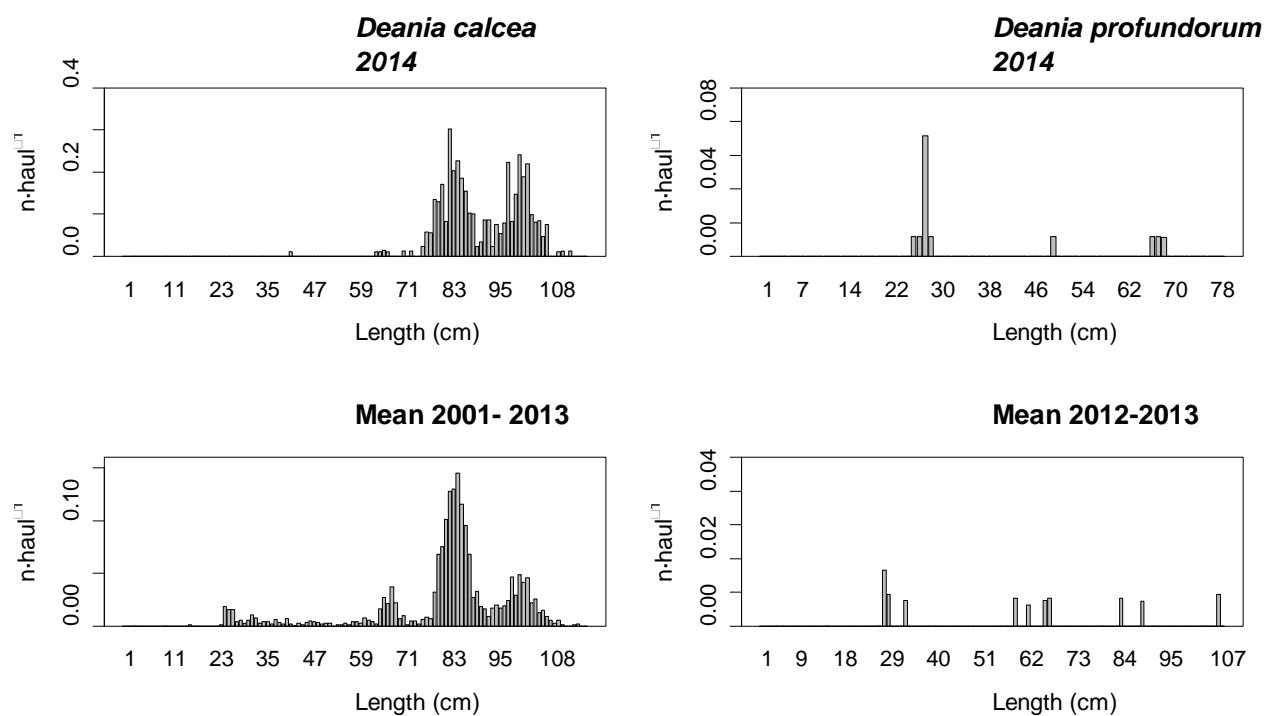 Deania calcea
2014
Deania profundorum
2014
0.4
0.2
0.0
n·haul⁻¹
1 11 23 35 47 59 71 83 95 108
Length (cm)
0.08
0.04
0.00
n·haul⁻¹
1 7 14 22 30 38 46 54 62 70 78
Length (cm)
Mean 2001- 2013
Mean 2012-2013
0.10
0.00
n·haul⁻¹
1 11 23 35 47 59 71 83 95 108
Length (cm)
0.04
0.02
0.00
n·haul⁻¹
1 9 18 29 40 51 62 73 84 95 107
Length (cm)